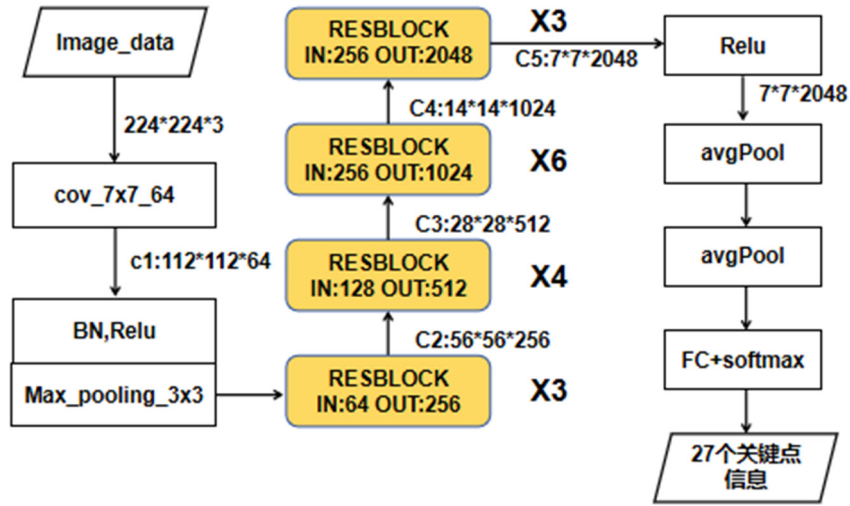 Image_data
224*224*3
cov_7x7_64
c1:112*112*64
BN,Relu
Max_pooling_3x3
RESBLOCK
IN:64 OUT:256
X3
C2:56*56*256
RESBLOCK
IN:128 OUT:512
X4
C3:28*28*512
RESBLOCK
IN:256 OUT:1024
X6
C4:14*14*1024
RESBLOCK
IN:256 OUT:2048
X3
C5:7*7*2048
Relu
7*7*2048
avgPool
avgPool
FC+softmax
27个关键点
信息